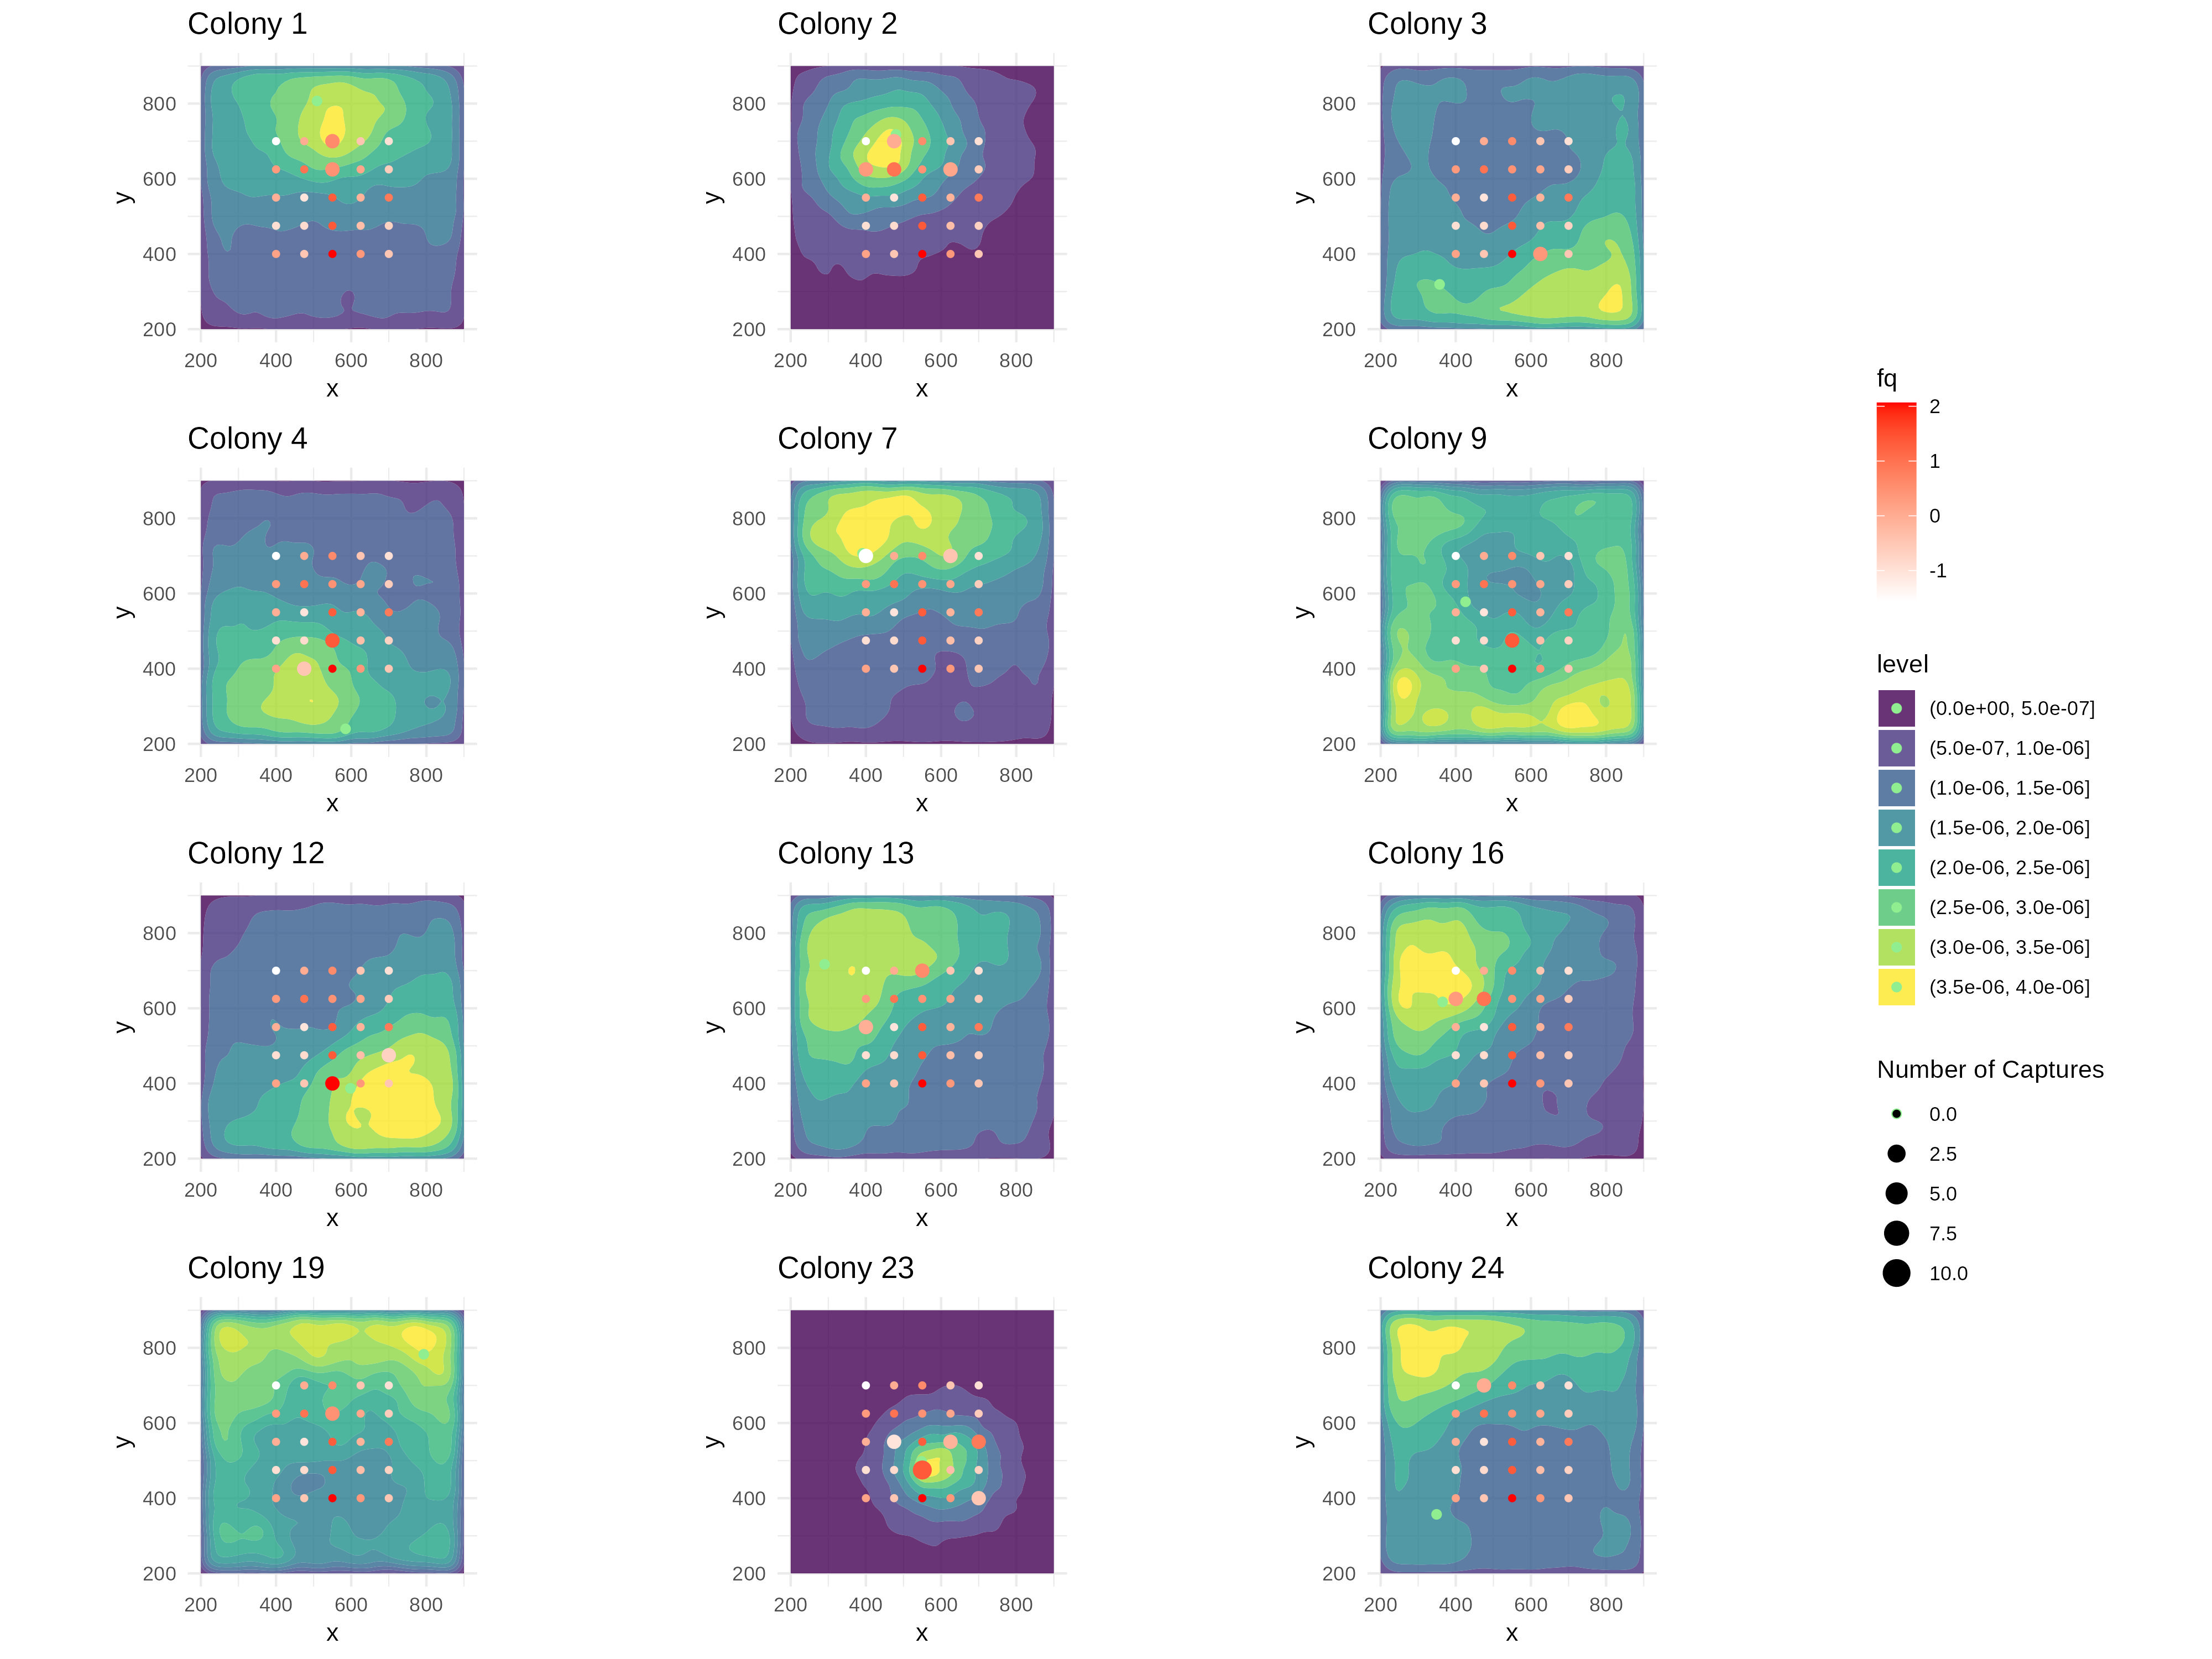 Colony 1
Colony 2
Colony 3
y
800
600
400
200
200 400 600 800
x
y
800
600
400
200
200 400 600 800
x
y
800
600
400
200
200 400 600 800
x
Colony 4
Colony 7
Colony 9
y
800
600
400
200
200 400 600 800
x
y
800
600
400
200
200 400 600 800
x
y
800
600
400
200
200 400 600 800
x
Colony 12
Colony 13
Colony 16
y
800
600
400
200
200 400 600 800
x
y
800
600
400
200
200 400 600 800
x
y
800
600
400
200
200 400 600 800
x
Colony 19
Colony 23
Colony 24
y
800
600
400
200
200 400 600 800
x
y
800
600
400
200
200 400 600 800
x
y
800
600
400
200
200 400 600 800
x
fq
2
1
0
-1
level
(0.0e+00, 5.0e-07]
(5.0e-07, 1.0e-06]
(1.0e-06, 1.5e-06]
(1.5e-06, 2.0e-06]
(2.0e-06, 2.5e-06]
(2.5e-06, 3.0e-06]
(3.0e-06, 3.5e-06]
(3.5e-06, 4.0e-06]
Number of Captures
0.0
2.5
5.0
7.5
10.0